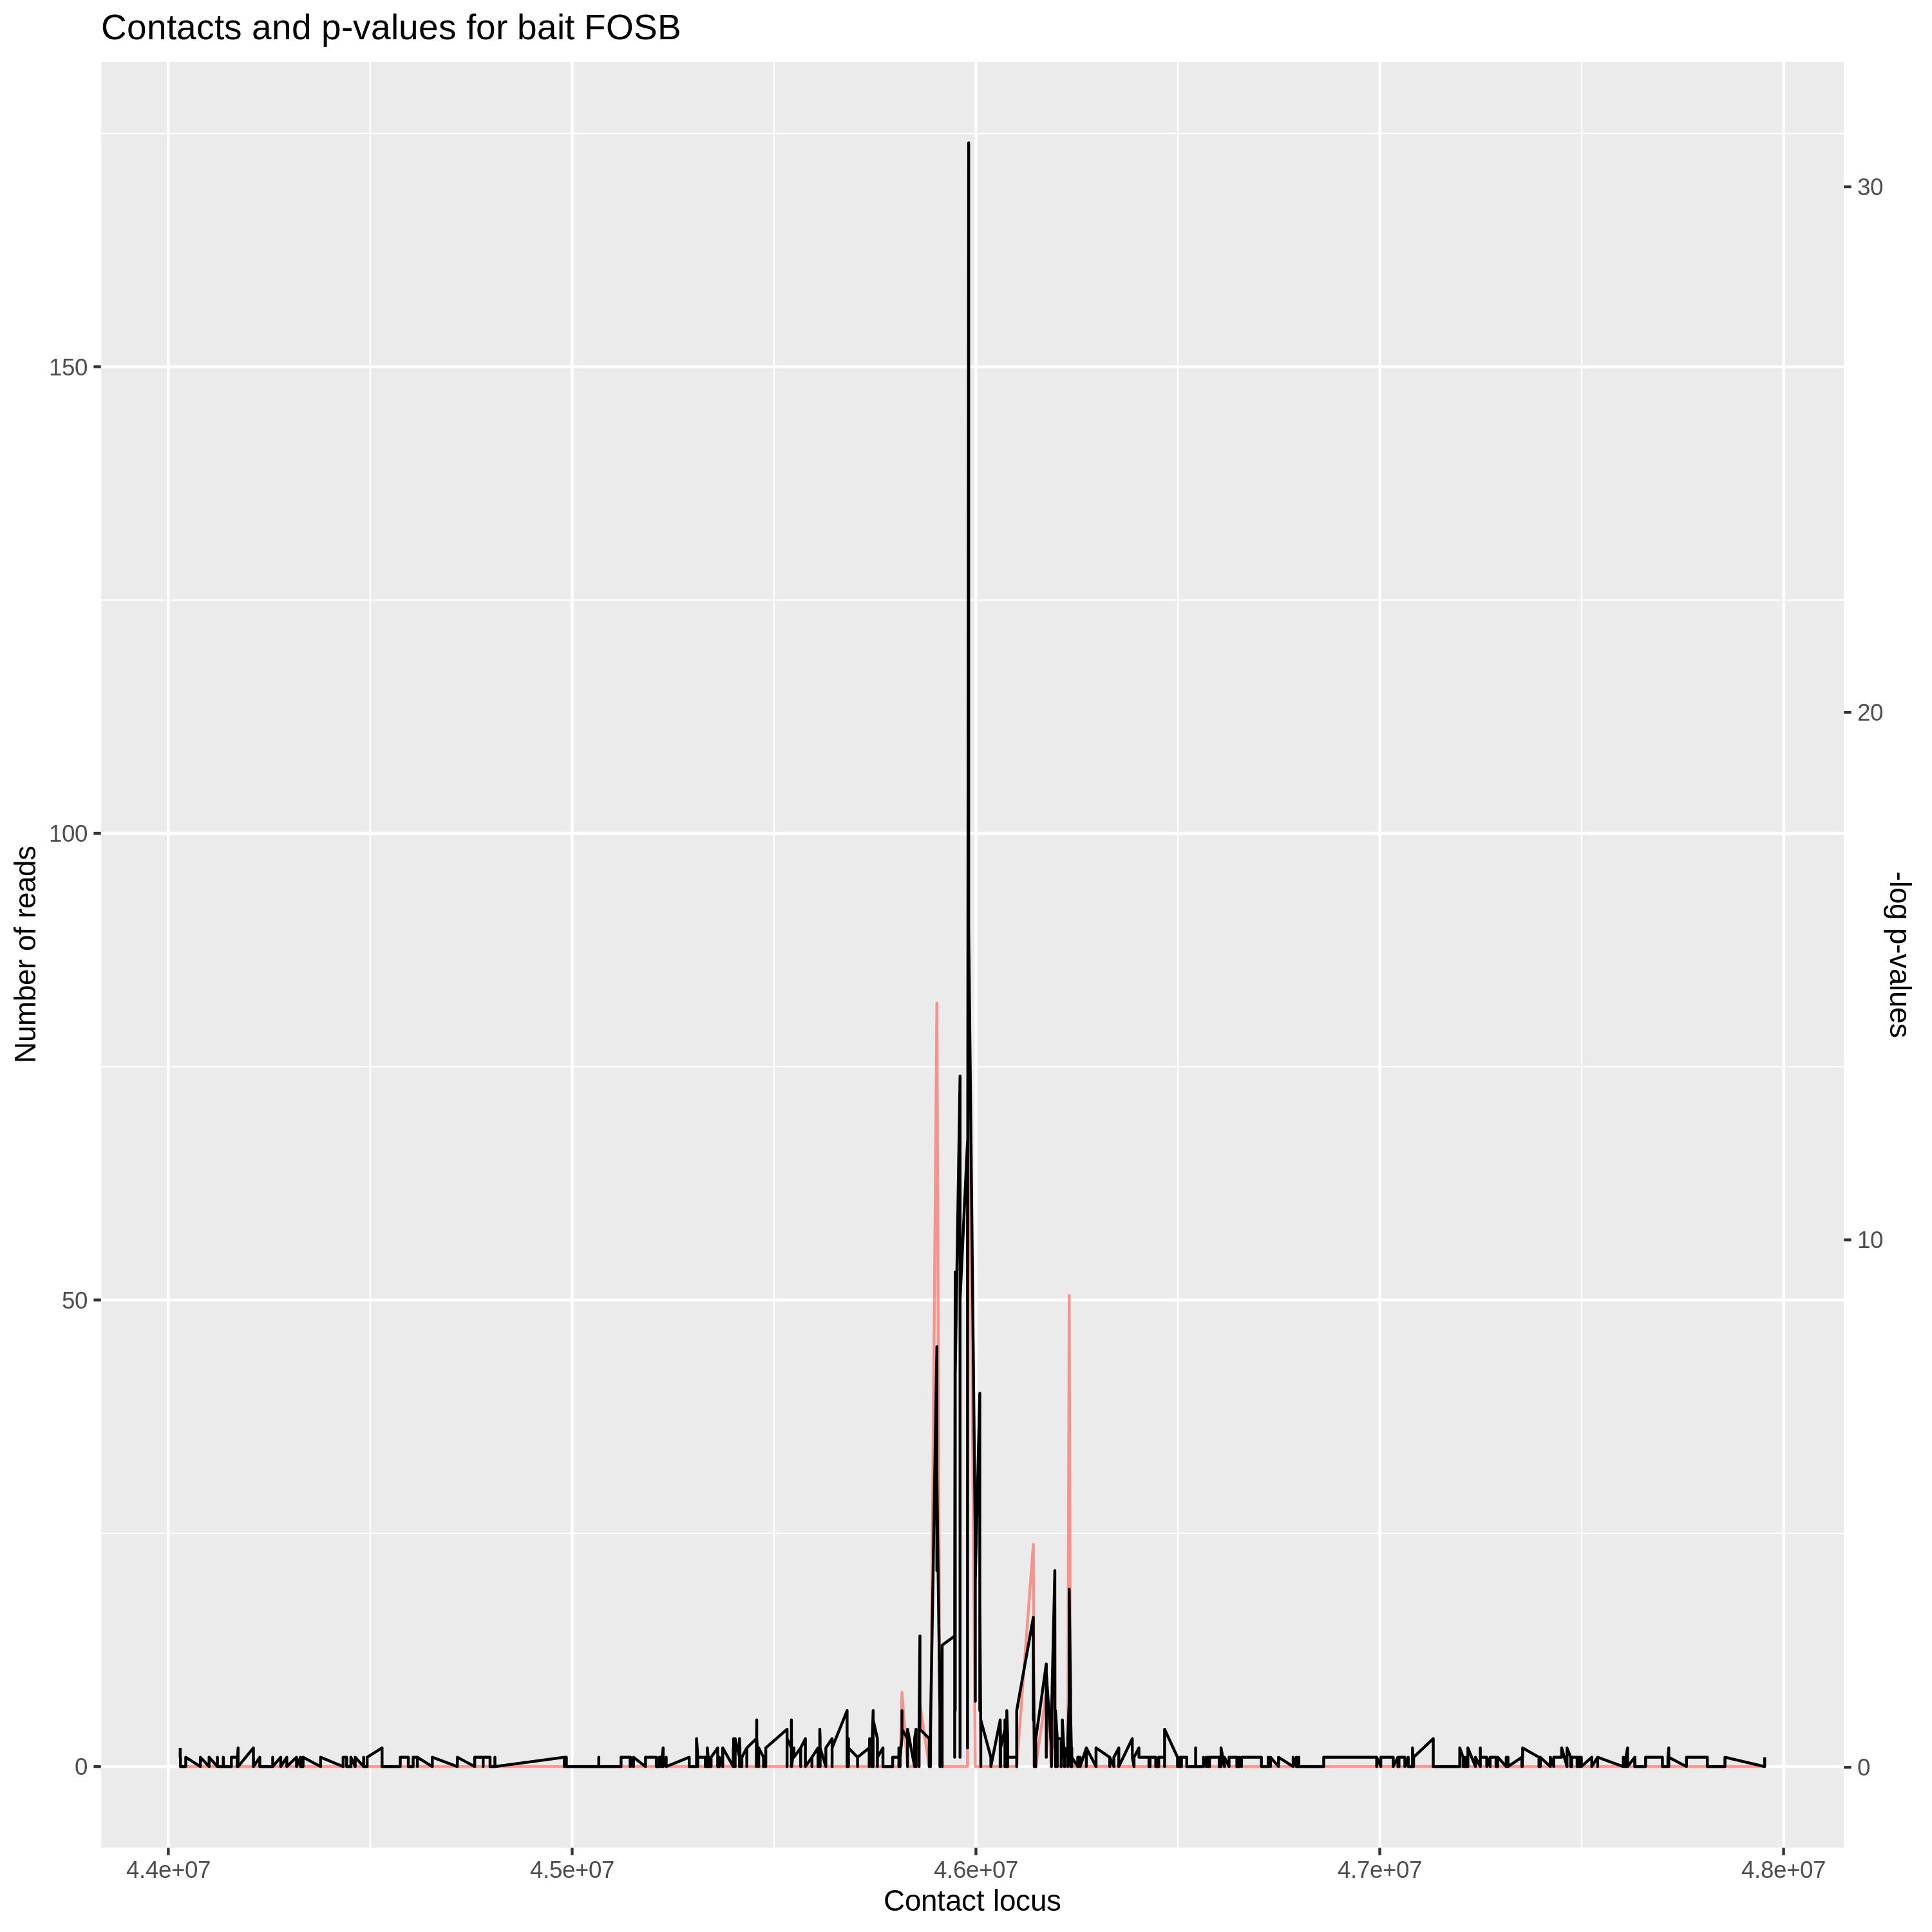 Contacts and p-values for bait FOSB
Number of reads
150
100
50
0
30
20
10
0
-log p-values
4.4e+07
4.5e+07
4.6e+07
4.7e+07
4.8e+07
Contact locus